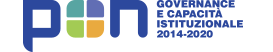 pon
GOVERNANCE
E CAPACITÀ
ISTITUZIONALE
2014-2020